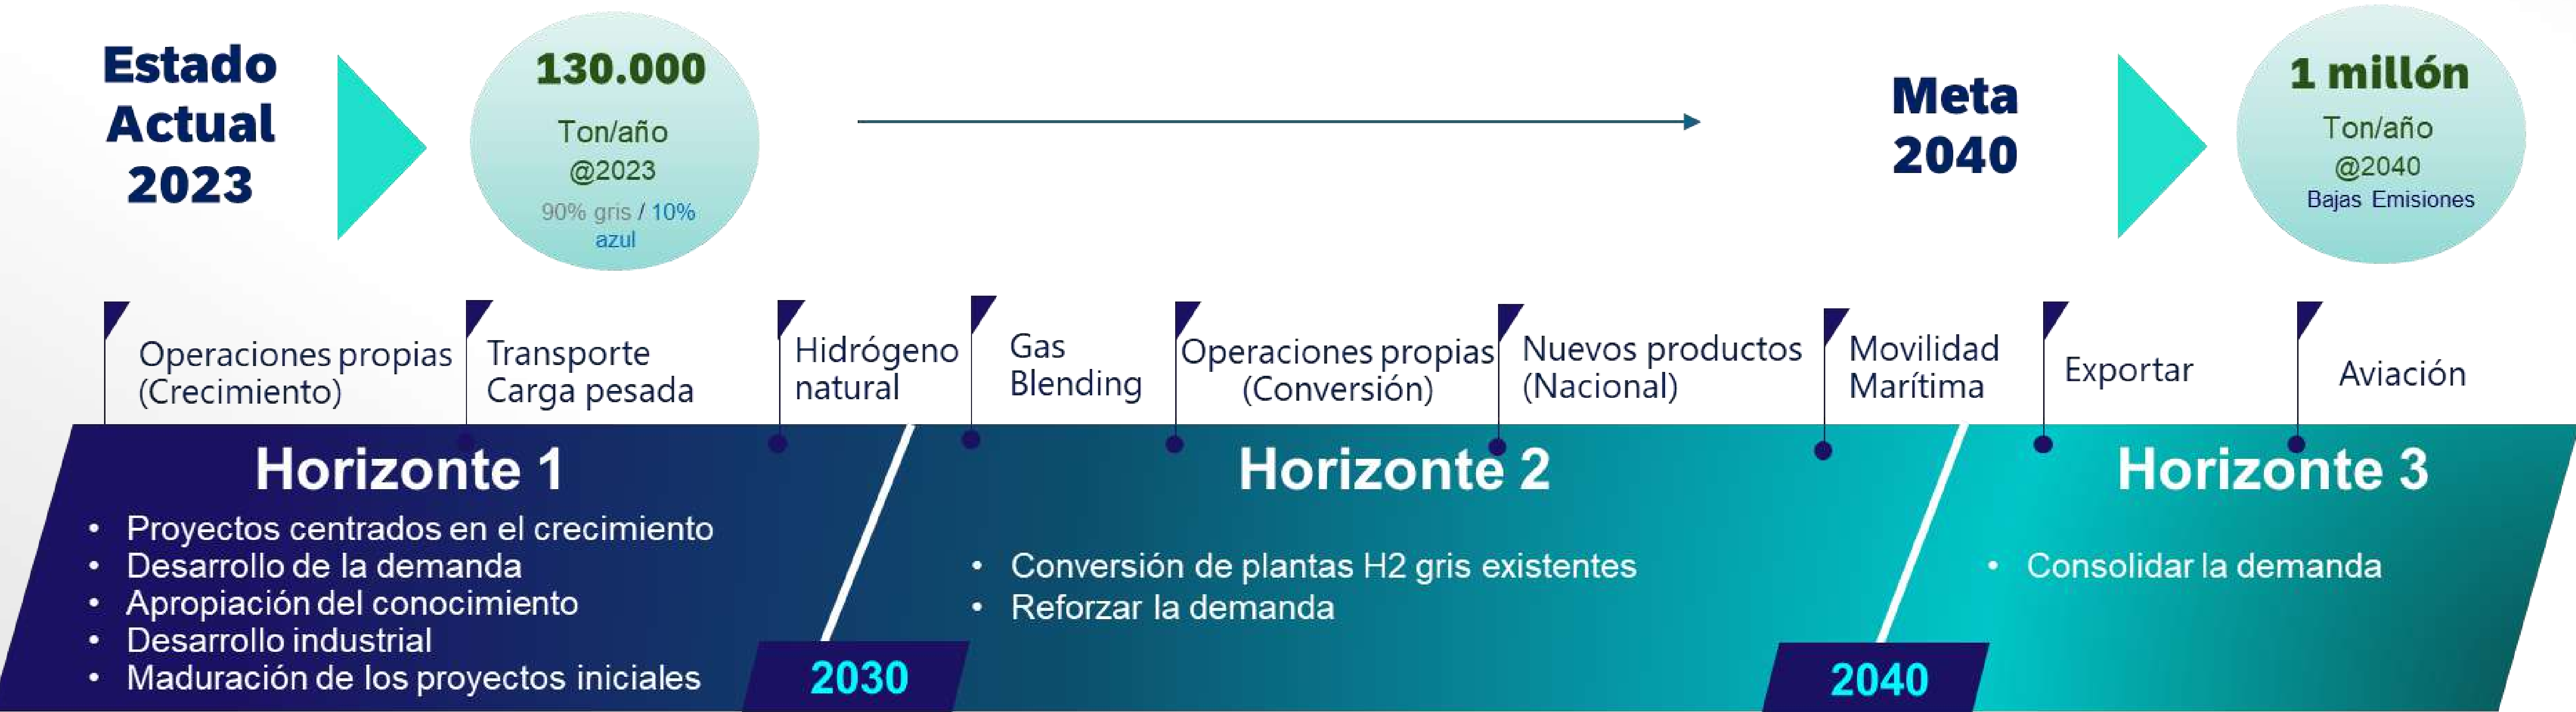 Estado
Actual
2023
130.000
Ton/año
@2023
90% gris / 10%
azul
Meta
2040
1 millón
Ton/año
@2040
Bajas Emisiones
Operaciones propias
(Crecimiento)
Transporte
Carga pesada
Hidrógeno
natural
Gas
Blending
Operaciones propias
(Conversión)
Nuevos productos
(Nacional)
Movilidad
Marítima
Exportar
Aviación
Horizonte 1
• Proyectos centrados en el crecimiento
• Desarrollo de la demanda
• Apropiación del conocimiento
• Desarrollo industrial
• Maduración de los proyectos iniciales
2030
Horizonte 2
• Conversión de plantas H2 gris existentes
• Reforzar la demanda
2040
Horizonte 3
• Consolidar la demanda